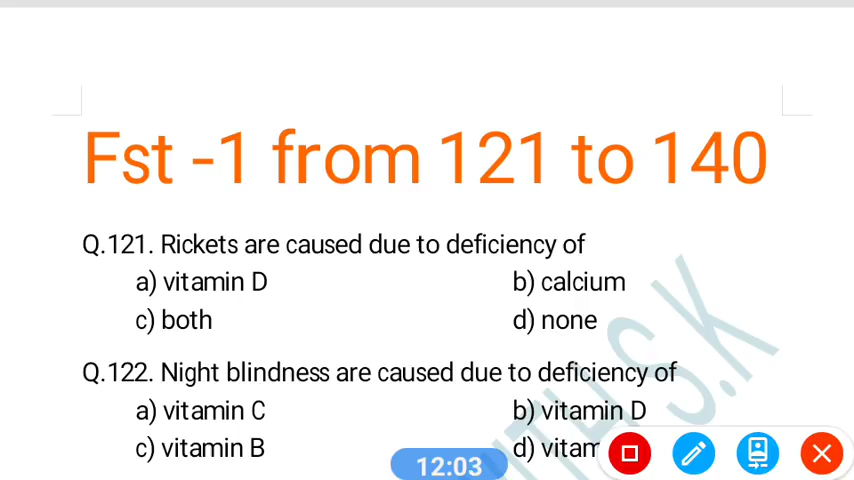 Fst -1 from 121 to 140
Q.121. Rickets are caused due to deficiency of
a) vitamin D b) calcium
c) both d) none
Q.122. Night blindness are caused due to deficiency of
a) vitamin C b) vitamin D
c) vitamin B d)
12:03
S.K